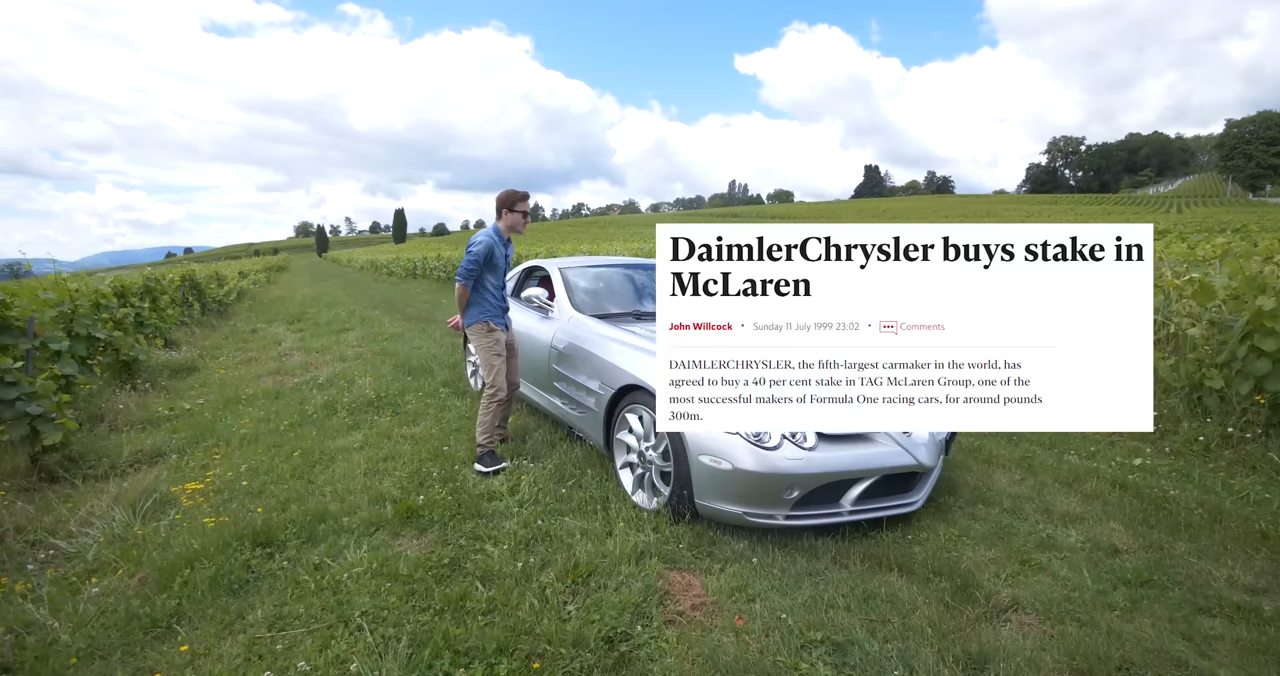 DaimlerChrysler buys stake in
McLaren
John Willcock • Sunday 11 July 1999 23:02 • Comments
DAIMLERCHRYSLER, the fifth-largest carmaker in the world, has
agreed to buy a 40 per cent stake in TAG McLaren Group, one of the
most successful makers of Formula One racing cars, for around pounds
300m.